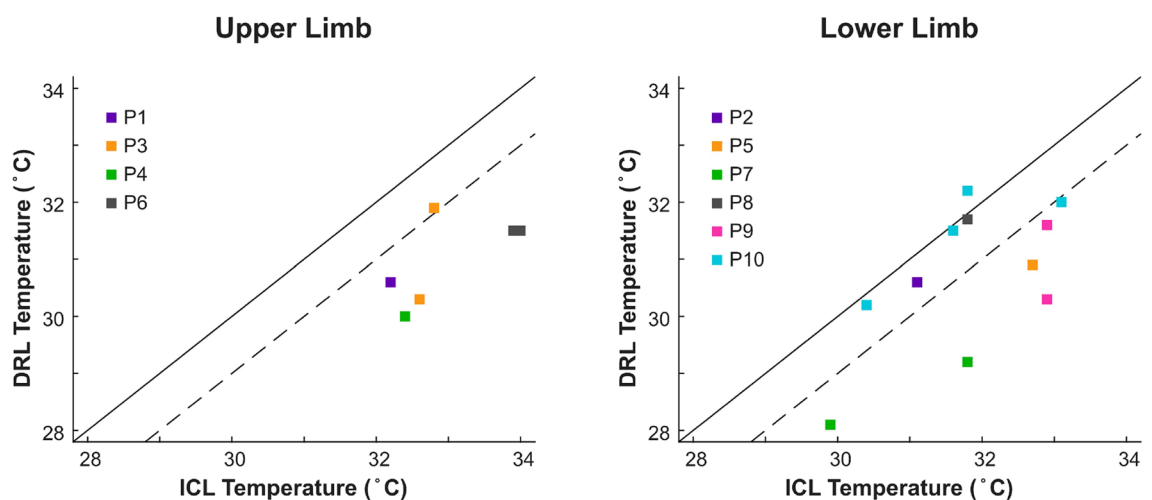 Upper Limb
34
32
30
28
DRL Temperature (˚C)
P1
P3
P4
P6
28
30
32
34
ICL Temperature (˚C)
Lower Limb
34
32
30
28
DRL Temperature (˚C)
P2
P5
P7
P8
P9
P10
28
30
32
34
ICL Temperature (˚C)